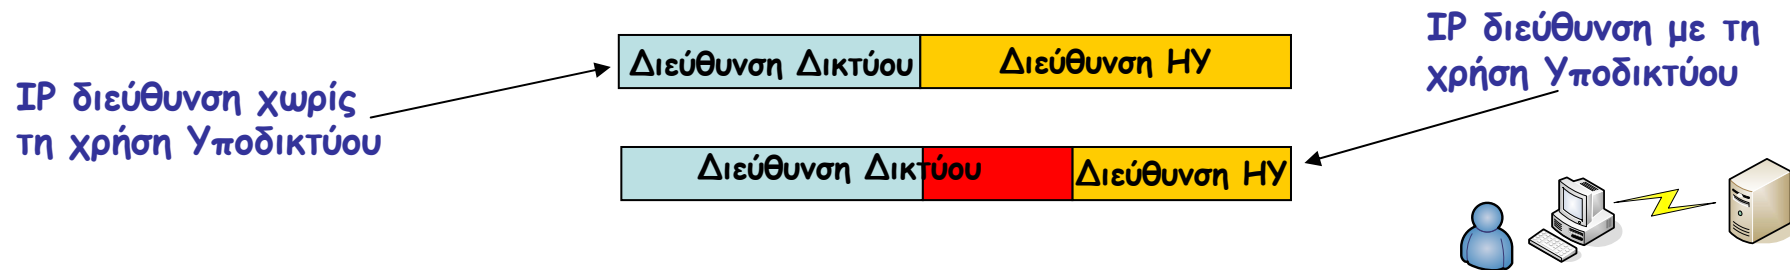 IP διεύθυνση χωρίς
τη χρήση Υποδικτύου
Διεύθυνση Δικτύου
Διεύθυνση ΗΥ
IP διεύθυνση με τη
χρήση Υποδικτύου
Διεύθυνση Δικτύου
Διεύθυνση ΗΥ